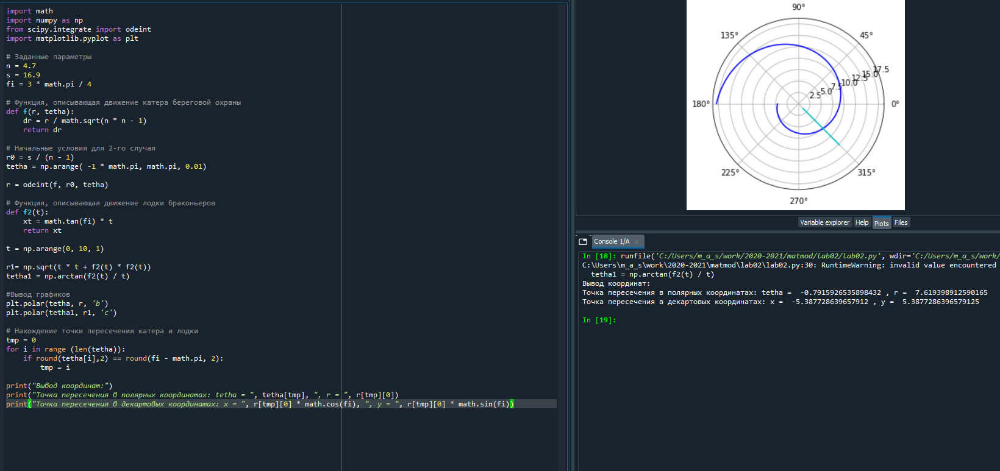 import math
import numpy as np
from scipy.integrate import odeint
import matplotlib.pyplot as plt
# Заданные параметры
n = 4.7
s = 16.9
fi = 3 * math.pi / 4
# Функция, описывающая движение катера береговой охраны
def f(r, tetha):
    dr = r / math.sqrt(n * n - 1)
    return dr
# Начальные условия для 2-го случая
r0 = s / (n - 1)
tetha = np.arange( -1 * math.pi, math.pi, 0.01)
r = odeint(f, r0, tetha)
# Функция, описывающая движение лодки браконьеров
def f2(t):
    xt = math.tan(fi) * t
    return xt
t = np.arange(0, 10, 1)
r1= np.sqrt(t * t + f2(t) * f2(t))
tetha1 = np.arctan(f2(t) / t)
#Вывод графиков
plt.polar(tetha, r, 'b')
plt.polar(tetha1, r1, 'c')
# Нахождение точки пересечения катера и лодки
tmp = 0
for i in range (len(tetha)):
    if round(tetha[i],2) == round(fi - math.pi, 2):
        tmp = i
print("Вывод координат:")
print("Точка пересечения в полярных координатах: tetha = ", tetha[tmp], ", r = ", r[tmp][0])
print("Точка пересечения в декартовых координатах: x = ", r[tmp][0] * math.cos(fi), ", y = ", r[tmp][0] * math.sin(fi))
90°
135°
45°
17.5
15.0
12.5
10.0
7.5
5.0
2.5
180°
0°
225°
315°
270°
Variable explorer Help Plots Files
Console 1/A
In [18]: runfile('C:/Users/m_a_s/work/2020-2021/matmod/lab02/lab02.py', wdir='C:/Users/m_a_s/work/
C:\Users\m_a_s\work\2020-2021\matmod\lab02\lab02.py:30: RuntimeWarning: invalid value encountered
  tetha1 = np.arctan(f2(t) / t)
Вывод координат:
Точка пересечения в полярных координатах: tetha =  -0.7915926535898432 , r =  7.619398912590165
Точка пересечения в декартовых координатах: x =  -5.387728639657912 , y =  5.3877286396579125
In [19]: